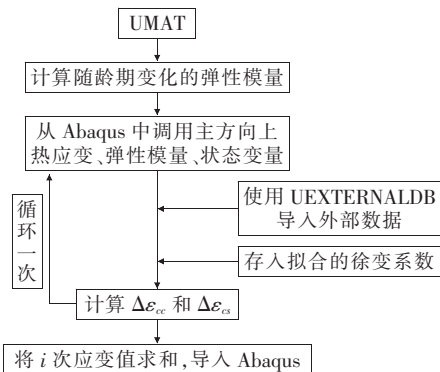 UMAT
计算随龄期变化的弹性模量
从 Abaqus 中调用主方向上
热应变、弹性模量、状态变量
循环一次
使用 UEXTERNALDB
导入外部数据
存入拟合的徐变系数
计算 Δε_cc 和 Δε_cs
将 i 次应变值求和,导入 Abaqus